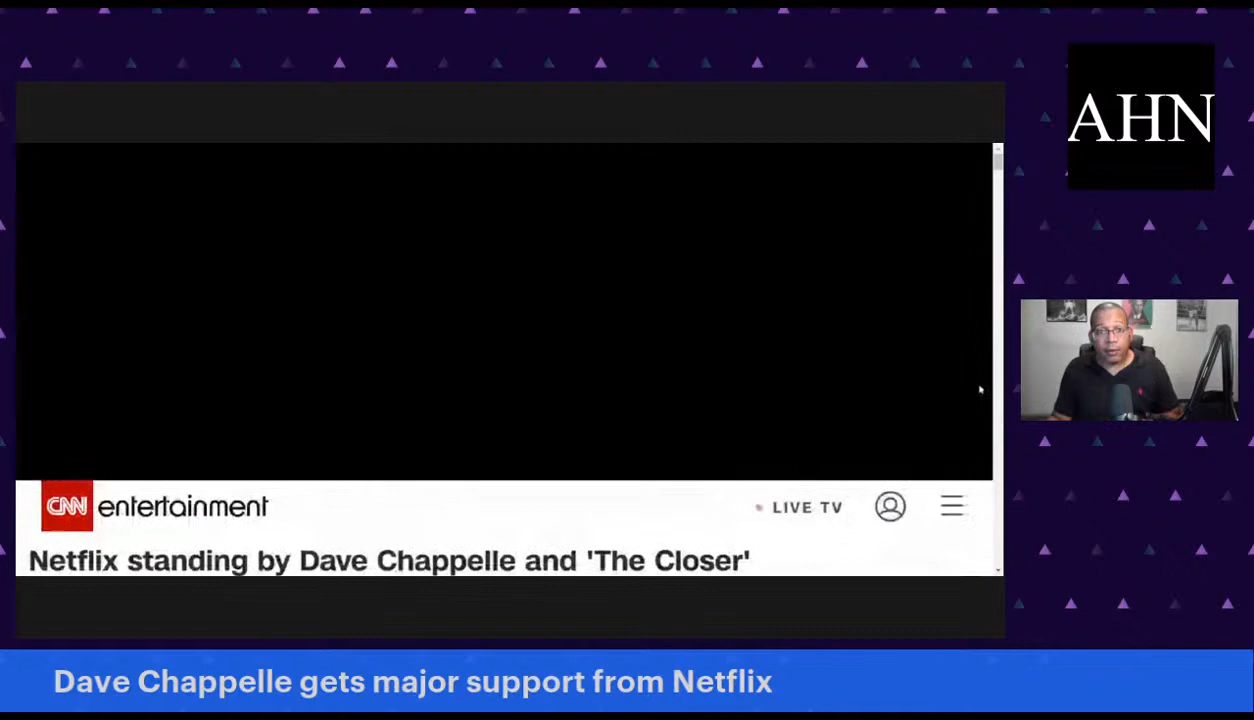 AHN
CNN entertainment
LIVE TV
Netflix standing by Dave Chappelle and 'The Closer'
Dave Chappelle gets major support from Netflix